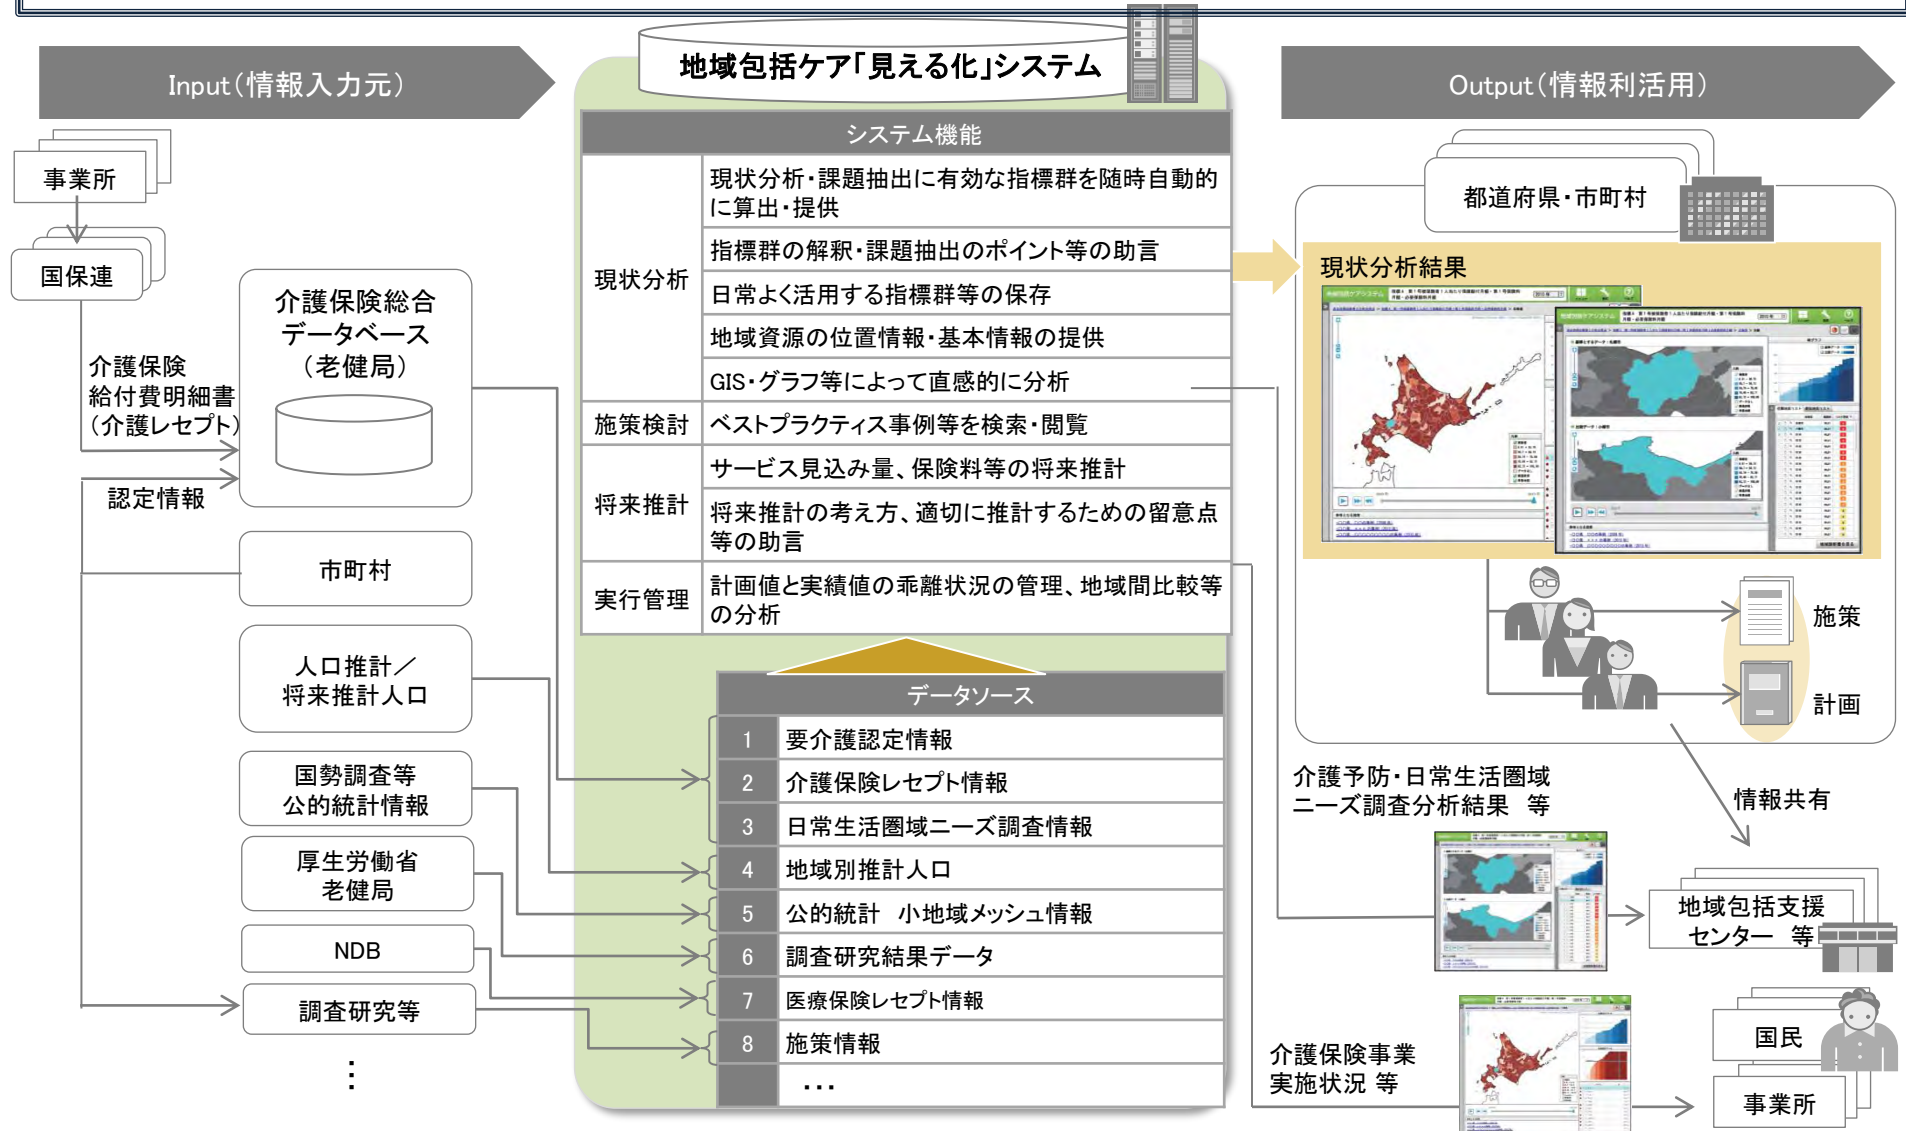 地域包括ケア「見える化」システム
Input（情報入力元）
Output（情報利活用）
事業所
国保連
介護保険総合
データベース
（老健局）
介護保険
給付費明細書
（介護レセプト）
認定情報
市町村
人口推計／
将来推計人口
国勢調査等
公的統計情報
厚生労働省
老健局
NDB
調査研究等
⋮
システム機能
現状分析
現状分析・課題抽出に有効な指標群を随時自動的
に算出・提供
指標群の解釈・課題抽出のポイント等の助言
日常よく活用する指標群等の保存
地域資源の位置情報・基本情報の提供
GIS・グラフ等によって直感的に分析
施策検討
ベストプラクティス事例等を検索・閲覧
将来推計
サービス見込み量、保険料等の将来推計
将来推計の考え方、適切に推計するための留意点
等の助言
実行管理
計画値と実績値の乖離状況の管理、地域間比較等
の分析
データソース
1 要介護認定情報
2 介護保険レセプト情報
3 日常生活圏域ニーズ調査情報
4 地域別推計人口
5 公的統計　小地域メッシュ情報
6 調査研究結果データ
7 医療保険レセプト情報
8 施策情報
…
都道府県・市町村
現状分析結果
施策
計画
介護予防・日常生活圏域
ニーズ調査分析結果　等
情報共有
地域包括支援
センター　等
介護保険事業
実施状況 等
国民
事業所